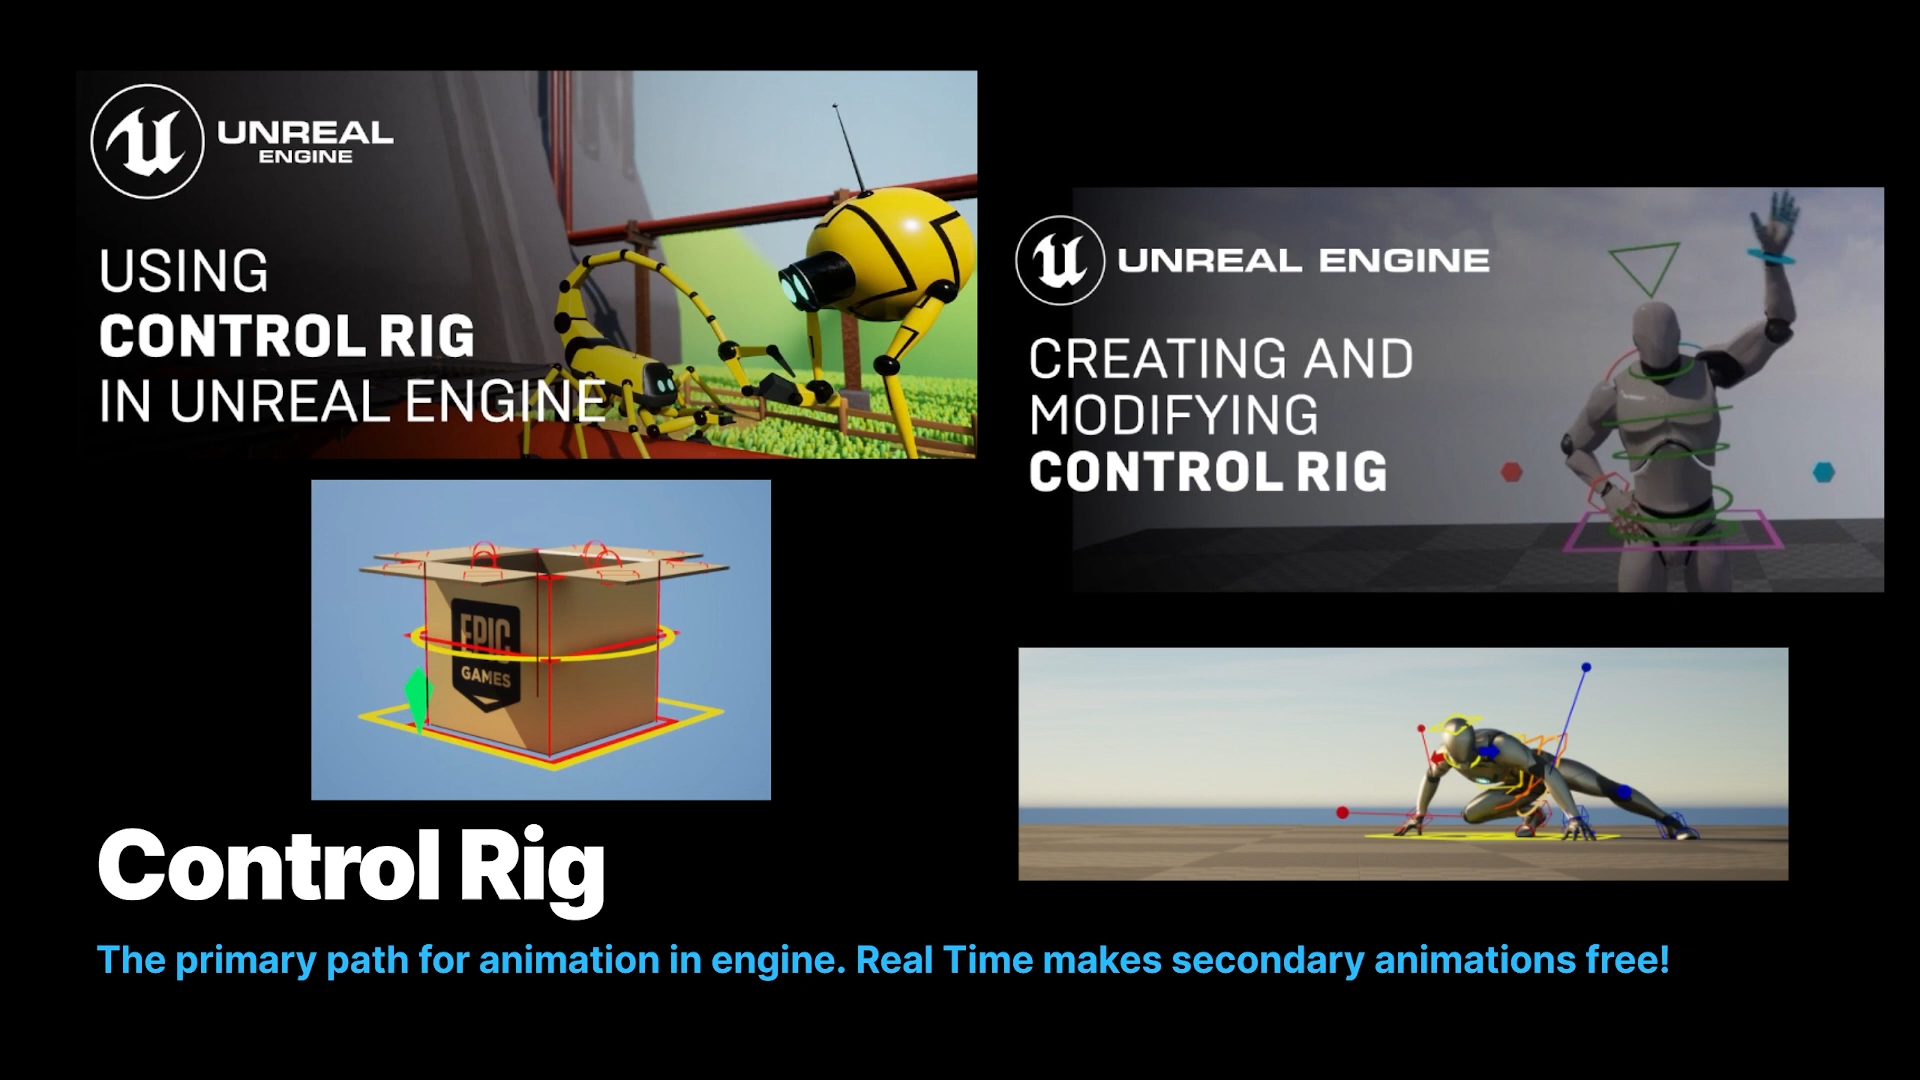 UNREAL
ENGINE
USING
CONTROL RIG
IN UNREAL ENGINE
UNREAL ENGINE
CREATING AND
MODIFYING
CONTROL RIG
EPIC
GAMES
Control Rig
The primary path for animation in engine. Real Time makes secondary animations free!